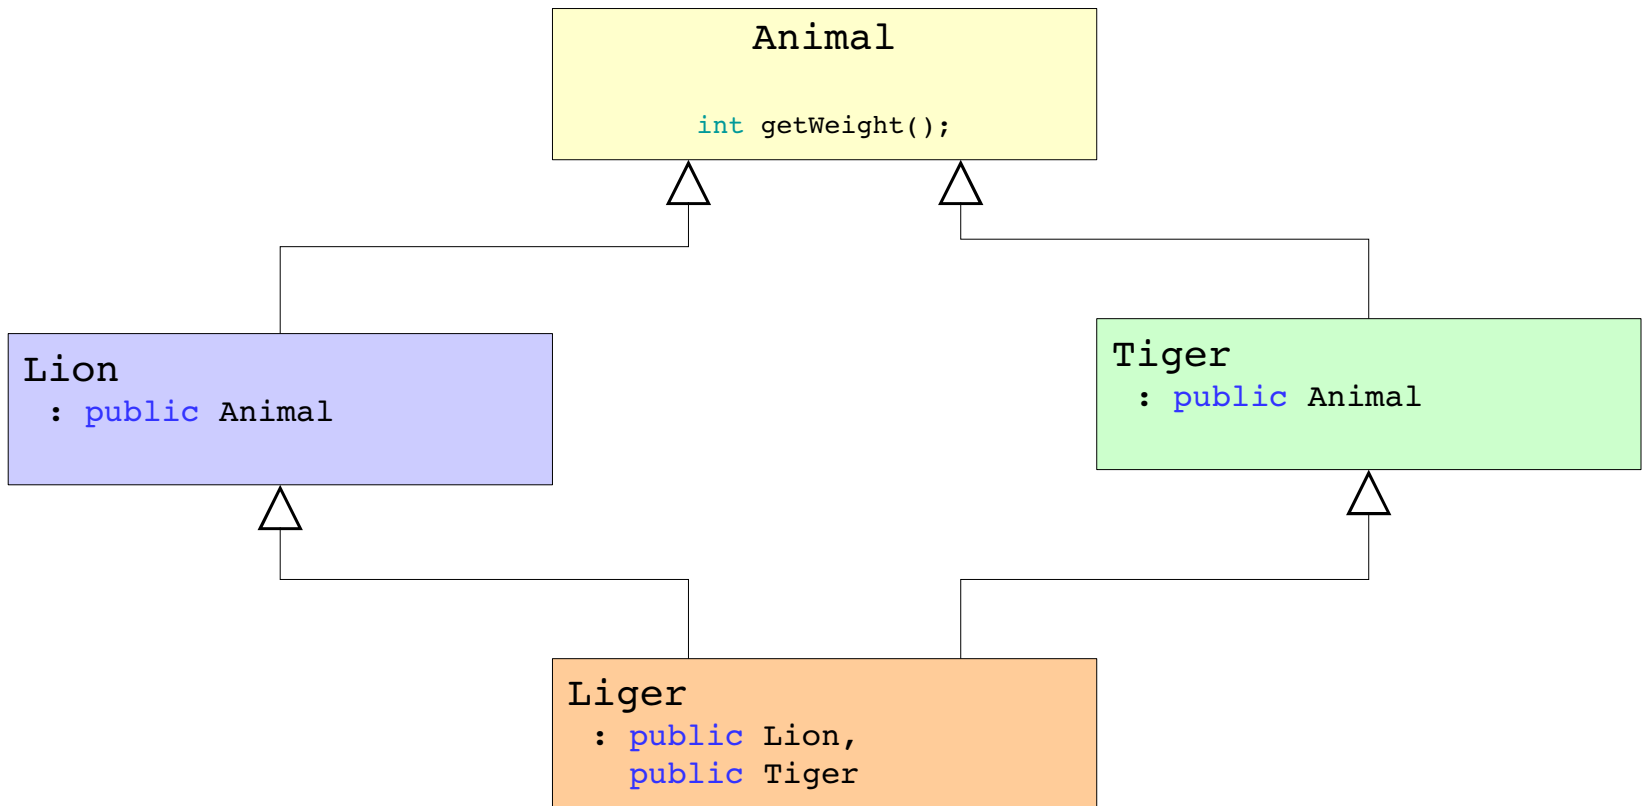 Animal
int getWeight();
Lion
: public Animal
Tiger
: public Animal
Liger
: public Lion,
public Tiger